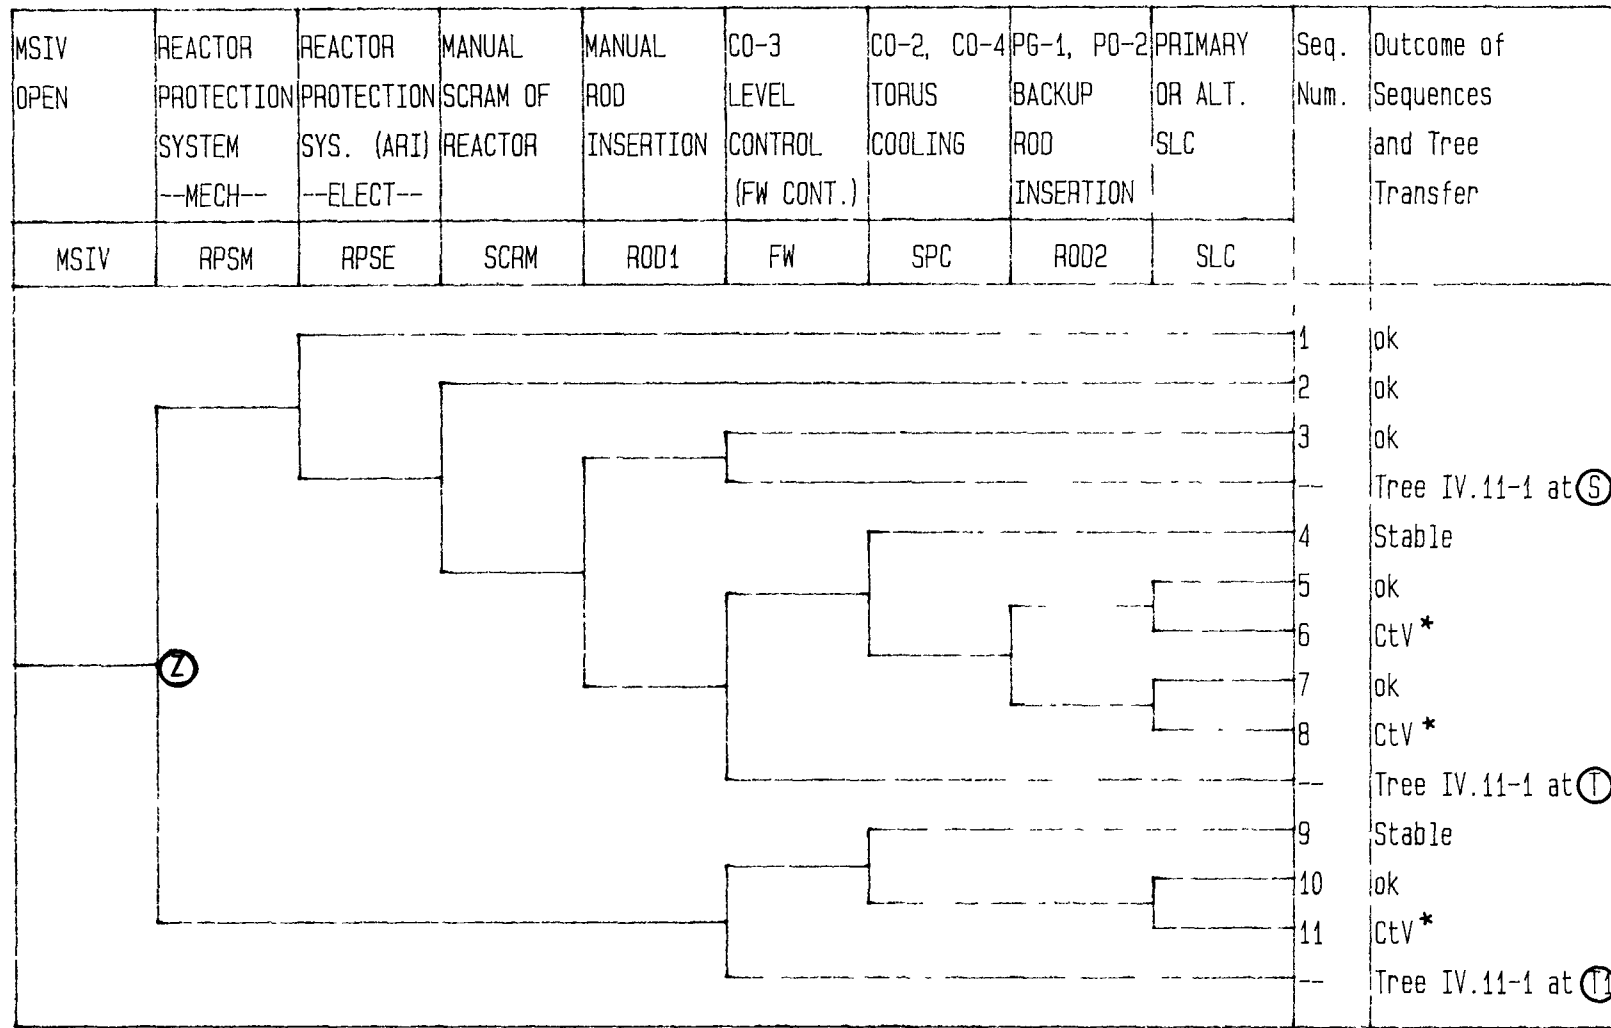 MSIV REACTOR REACTOR MANUAL MANUAL CO-3 CO-2, CO-4 PG-1, PO-2 PRIMARY Seq. Outcome of
OPEN PROTECTION PROTECTION SCRAM OF ROD LEVEL TORUS BACKUP OR ALT. Num. Sequences
SYSTEM SYS. (ARI) REACTOR INSERTION CONTROL COOLING ROD SLC and Tree
--MECH-- --ELECT-- (FW CONT.) INSERTION Transfer
MSIV RPSM RPSE SCRM ROD1 FW SPC ROD2 SLC
1 ok
2 ok
3 ok
-- Tree IV.11-1 at S
4 Stable
5 ok
6 CtV*
Z
7 ok
8 CtV*
-- Tree IV.11-1 at T
9 Stable
10 ok
11 CtV*
-- Tree IV.11-1 at T1